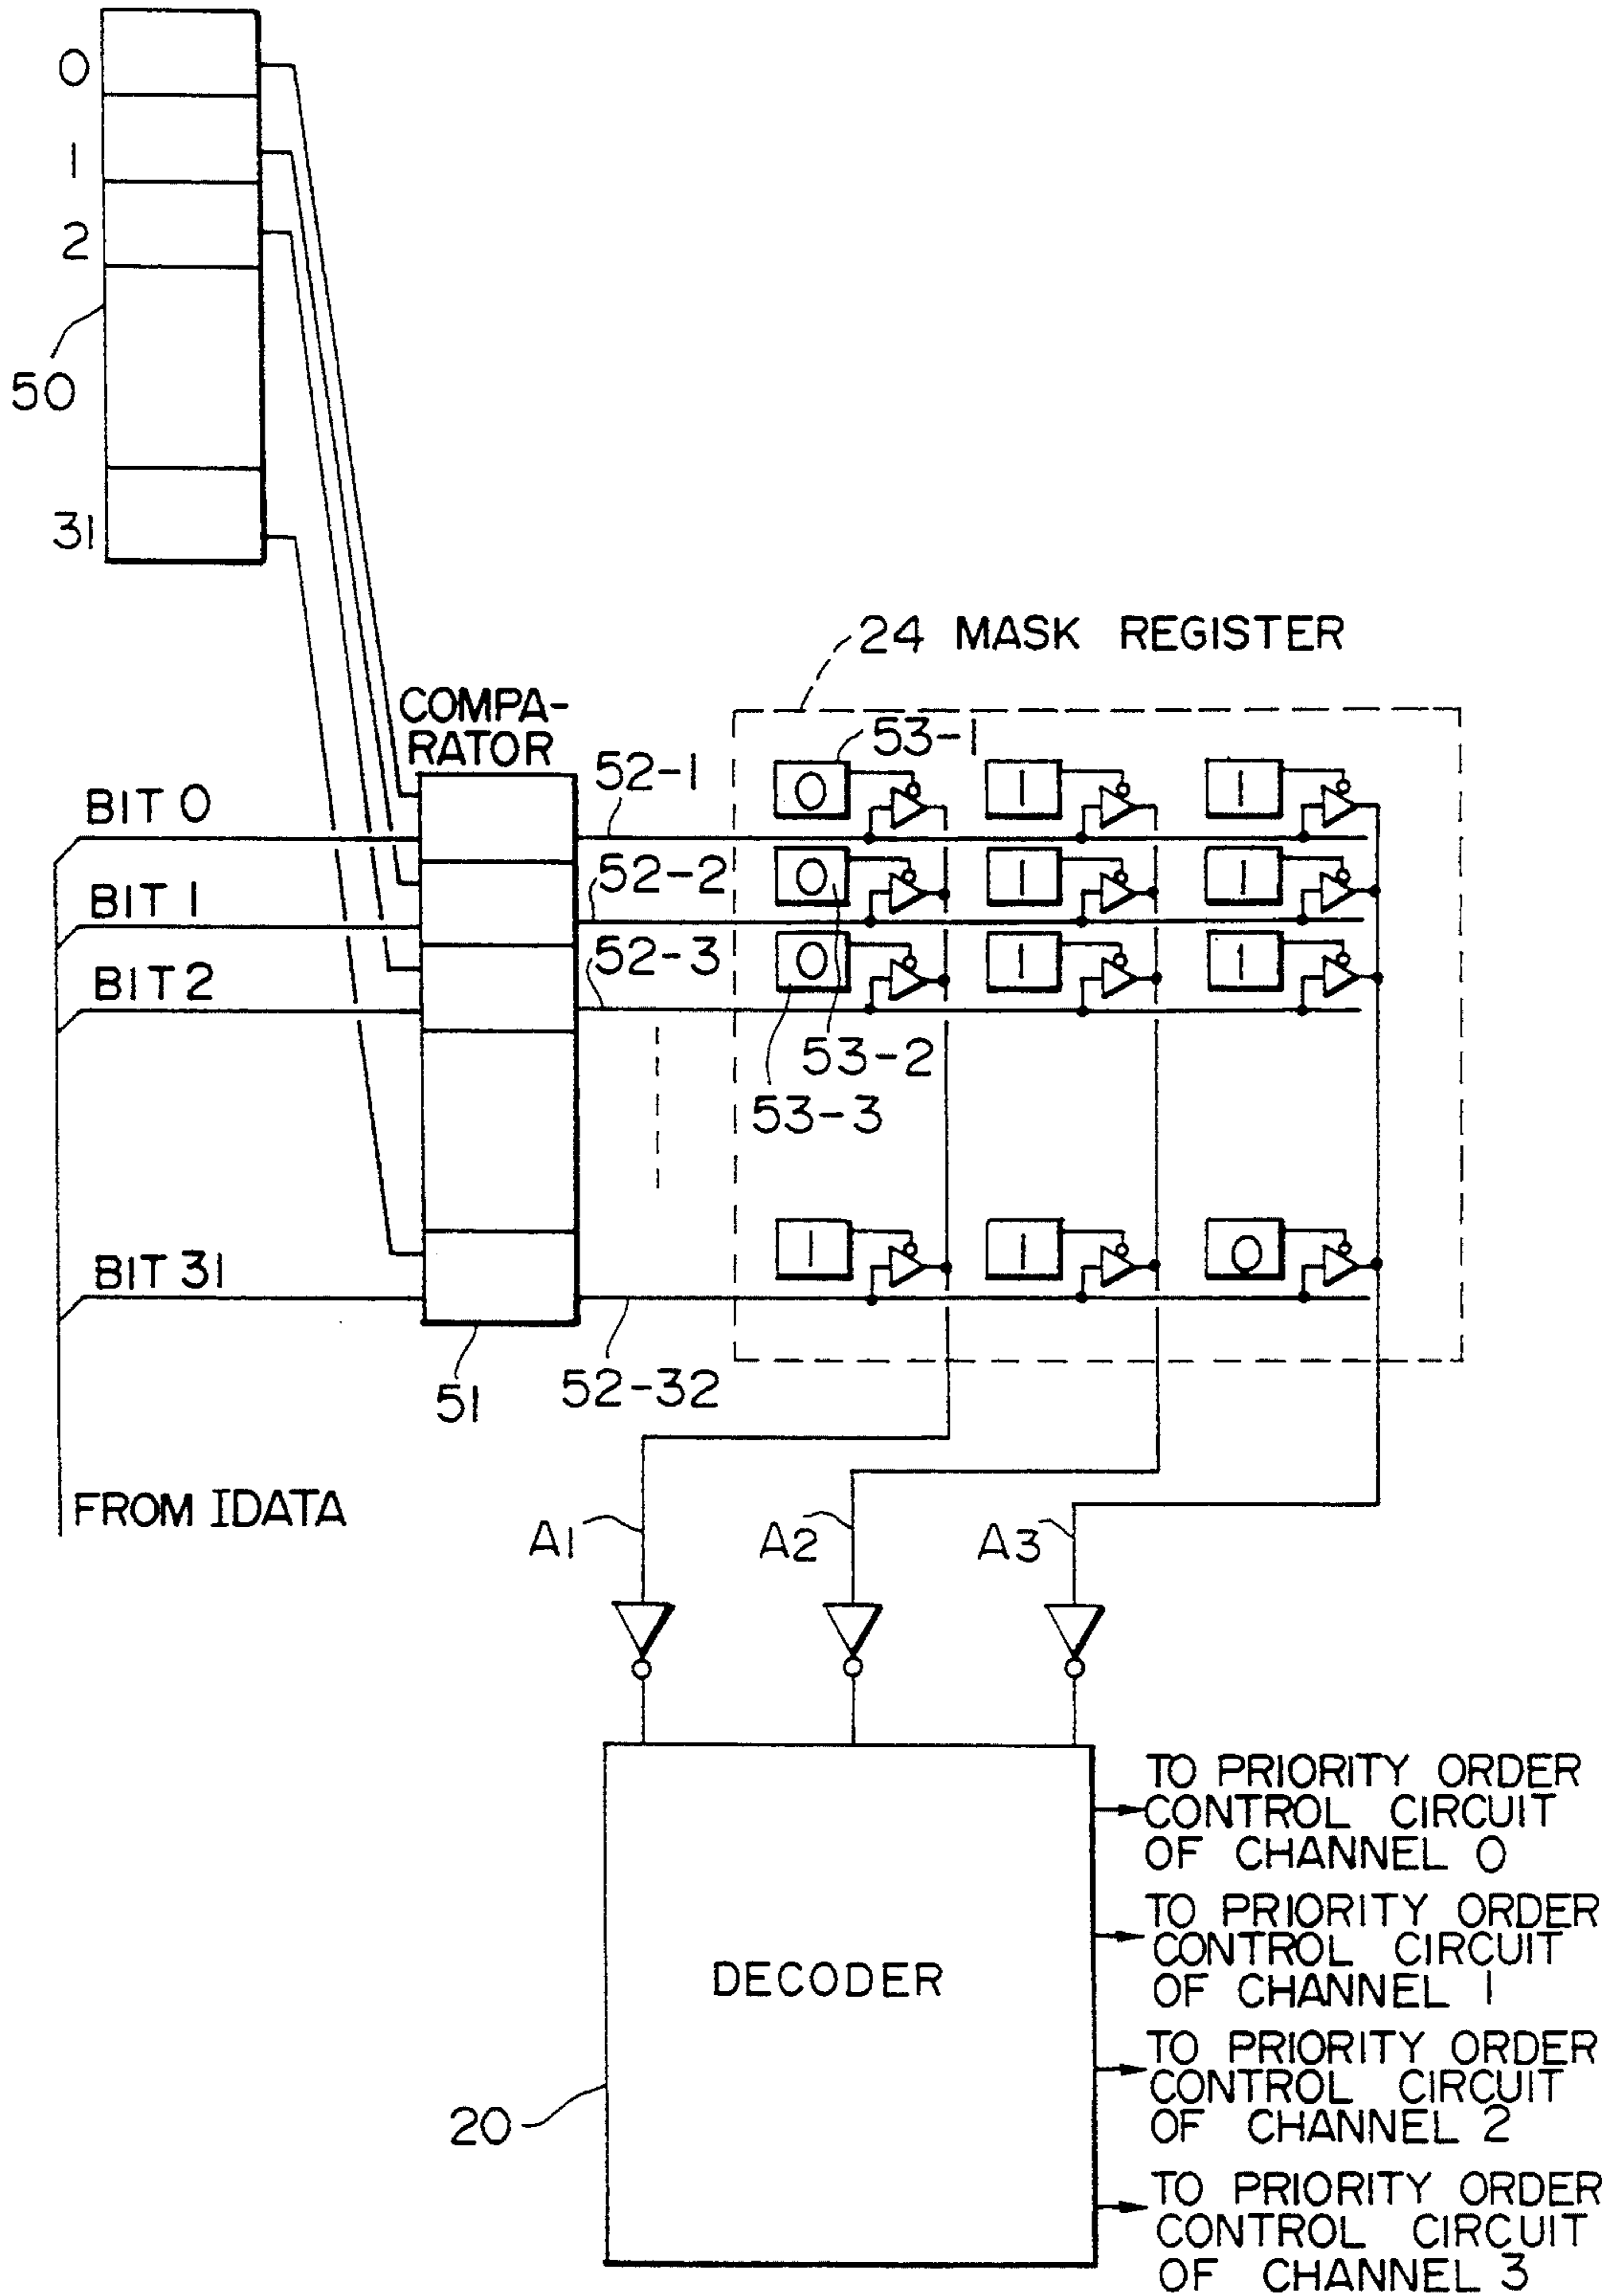 0
1
2
50
31
24 MASK REGISTER
COMPA-
RATOR
53-1
52-1
0
1
1
BIT 0
52-2
0
1
1
BIT 1
52-3
0
1
1
BIT 2
53-2
53-3
1
1
0
BIT 31
51
52-32
FROM IDATA
A1
A2
A3
TO PRIORITY ORDER
CONTROL CIRCUIT
OF CHANNEL 0
TO PRIORITY ORDER
CONTROL CIRCUIT
OF CHANNEL 1
DECODER
TO PRIORITY ORDER
CONTROL CIRCUIT
OF CHANNEL 2
20
TO PRIORITY ORDER
CONTROL CIRCUIT
OF CHANNEL 3